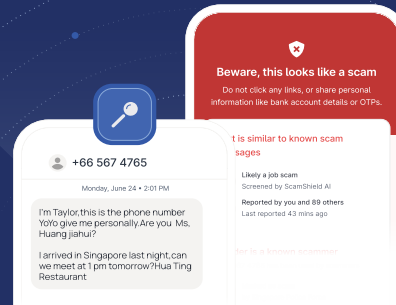 Beware, this looks like a scam
Do not click any links, or share personal
information like bank account details or OTPs.
is similar to known scam
Likely a job scam
Screened by ScamShield AI
Reported by you and 89 others
Last reported 43 mins ago
is a known scammer
+66 567 4765
Monday, June 24 • 2:01 PM
I'm Taylor,this is the phone number
YoYo give me personally.Are you Ms,
Huang jiahui?
I arrived in Singapore last night,can
we meet at 1 pm tomorrow?Hua Ting
Restaurant